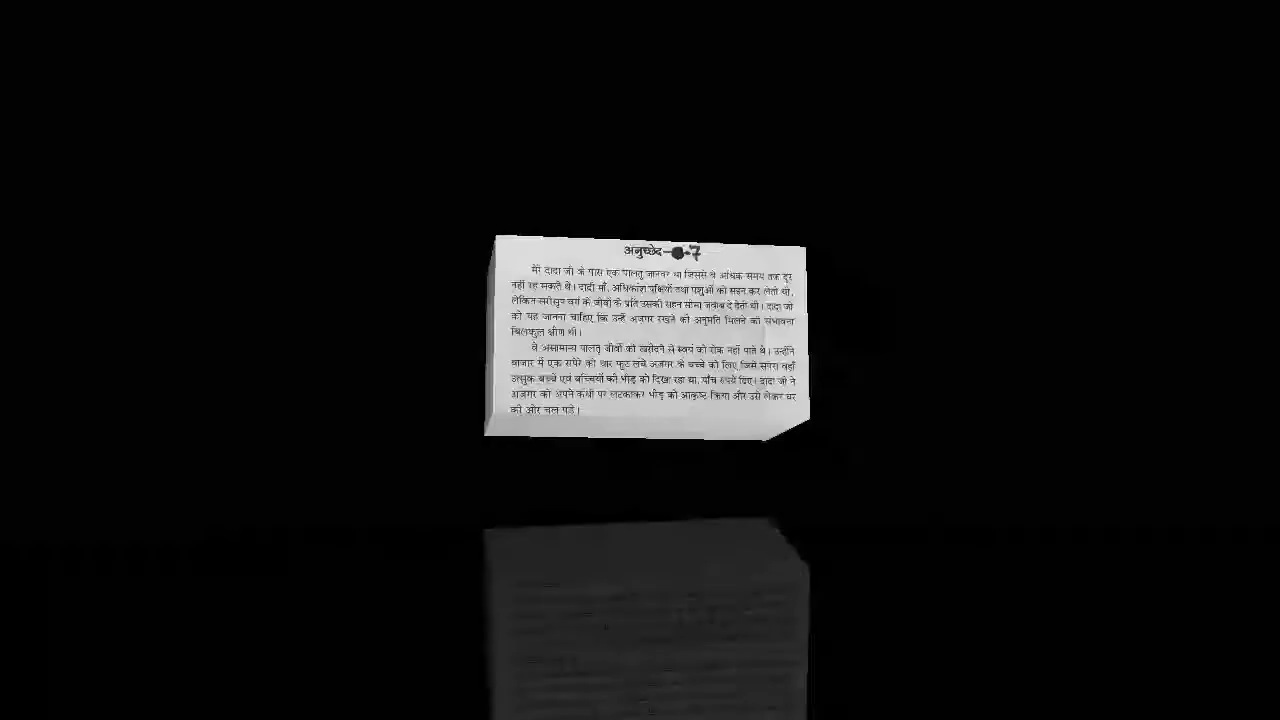 अनुच्छेद-7
मेरे दादा जी के पास एक पालतू जानवर था जिससे वे अधिक समय तक दूर
नहीं रह सकते थे। दादी माँ, अधिकांश पक्षियों तथा पशुओं को सहन कर लेती थी,
लेकिन सरीसृप वर्ग के जीवों के प्रति उसकी सहन सीमा जवाब दे देती थी। दादा जी
को यह जानना चाहिए कि उन्हें अजगर रखने की अनुमति मिलने की संभावना
बिलकुल क्षीण थी।
वे असामान्य पालतू जीवों को खरीदने से स्वयं को रोक नहीं पाते थे। उन्होंने
बाजार में एक सपेरे को चार फुट लंबे अजगर के बच्चे को लिए जिसे सपेरा वहाँ
उत्सुक बच्चों एवं बच्चियों की भीड़ को दिखा रहा था, पाँच रुपये दिए। दादा जी ने
अजगर को अपने कंधों पर लटकाकर भीड़ को आकृष्ट किया और उसे लेकर घर
की ओर चल पड़े।